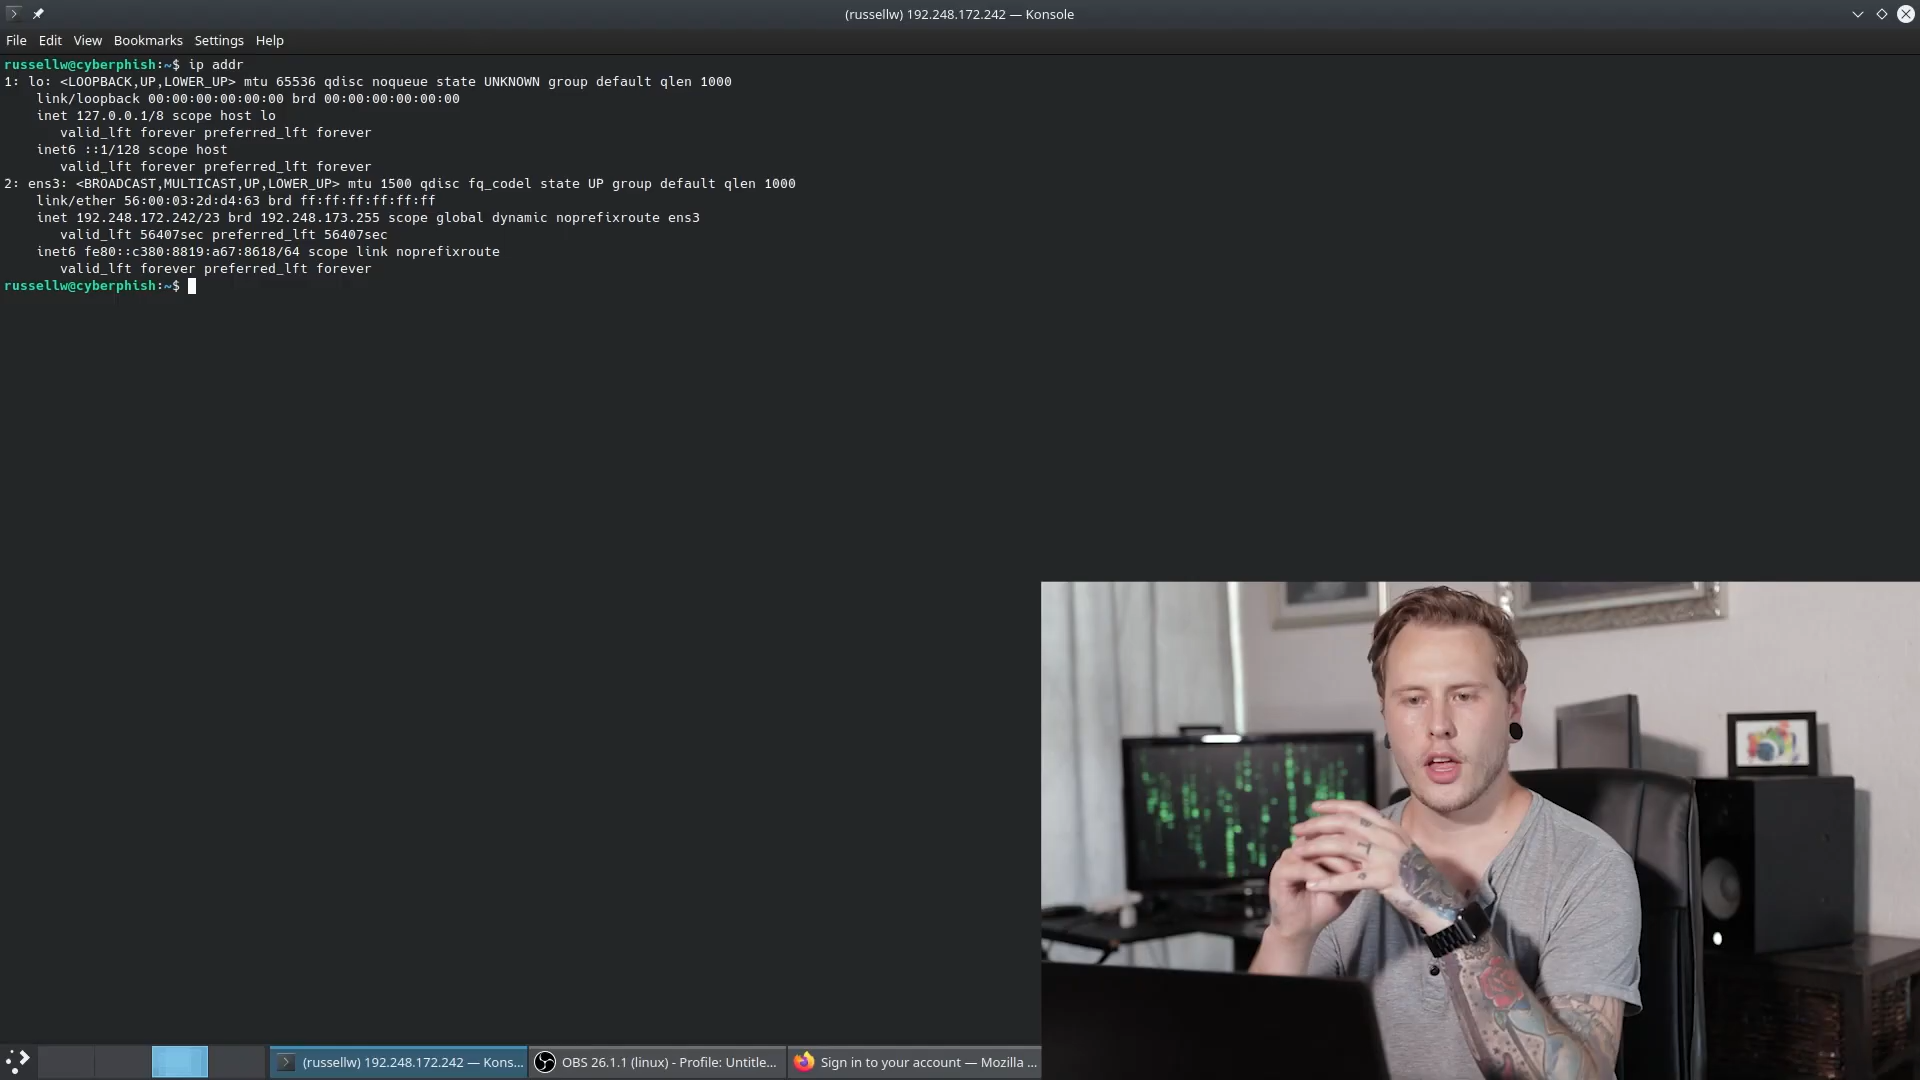 (russellw) 192.248.172.242 — Konsole
File Edit View Bookmarks Settings Help
russellw@cyberphish:~$ ip addr
1: lo: <LOOPBACK,UP,LOWER_UP> mtu 65536 qdisc noqueue state UNKNOWN group default qlen 1000
    link/loopback 00:00:00:00:00:00 brd 00:00:00:00:00:00
    inet 127.0.0.1/8 scope host lo
       valid_lft forever preferred_lft forever
    inet6 ::1/128 scope host
       valid_lft forever preferred_lft forever
2: ens3: <BROADCAST,MULTICAST,UP,LOWER_UP> mtu 1500 qdisc fq_codel state UP group default qlen 1000
    link/ether 56:00:03:2d:d4:63 brd ff:ff:ff:ff:ff:ff
    inet 192.248.172.242/23 brd 192.248.173.255 scope global dynamic noprefixroute ens3
       valid_lft 56407sec preferred_lft 56407sec
    inet6 fe80::c380:8819:a67:8618/64 scope link noprefixroute
       valid_lft forever preferred_lft forever
russellw@cyberphish:~$
(russellw) 192.248.172.242 — Kons...
OBS 26.1.1 (linux) - Profile: Untitle...
Sign in to your account — Mozilla ...